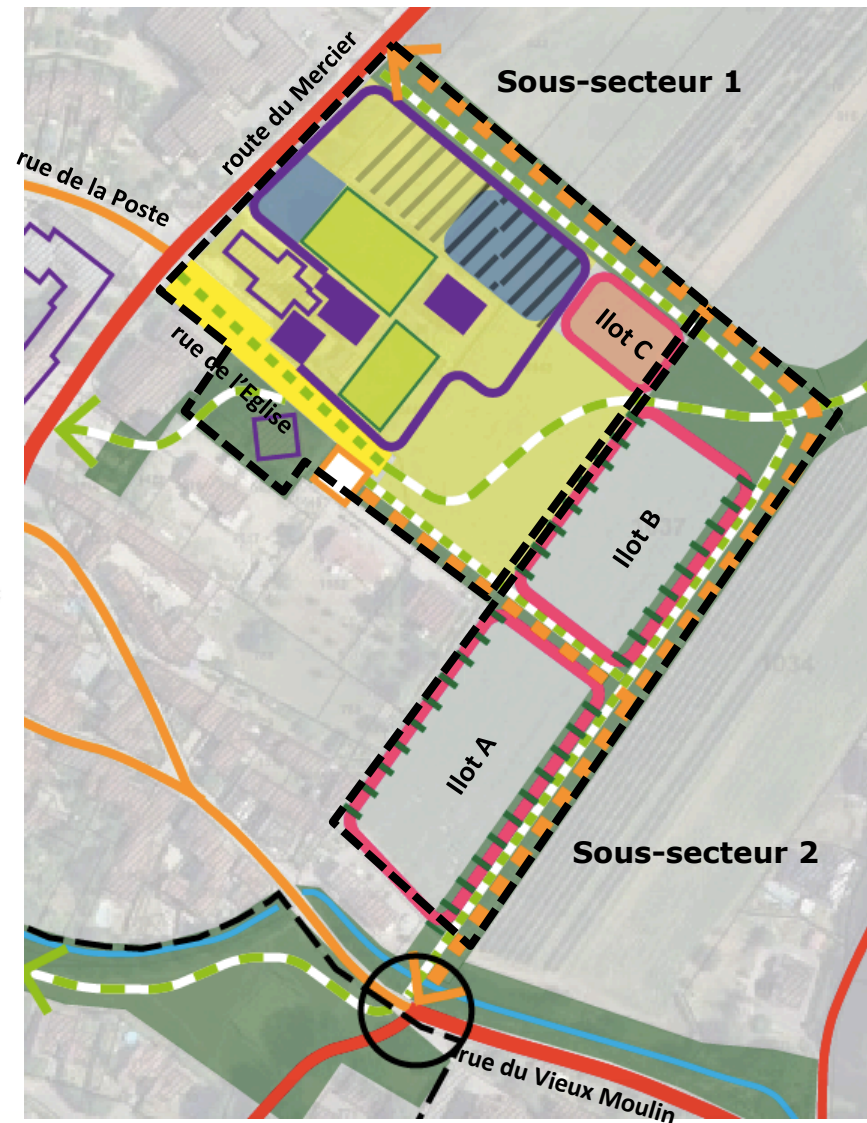 Sous-secteur 1
route du Mercier
rue de la Poste
rue de l'Eglise
Ilot C
Ilot B
Ilot A
Sous-secteur 2
rue du Vieux Moulin